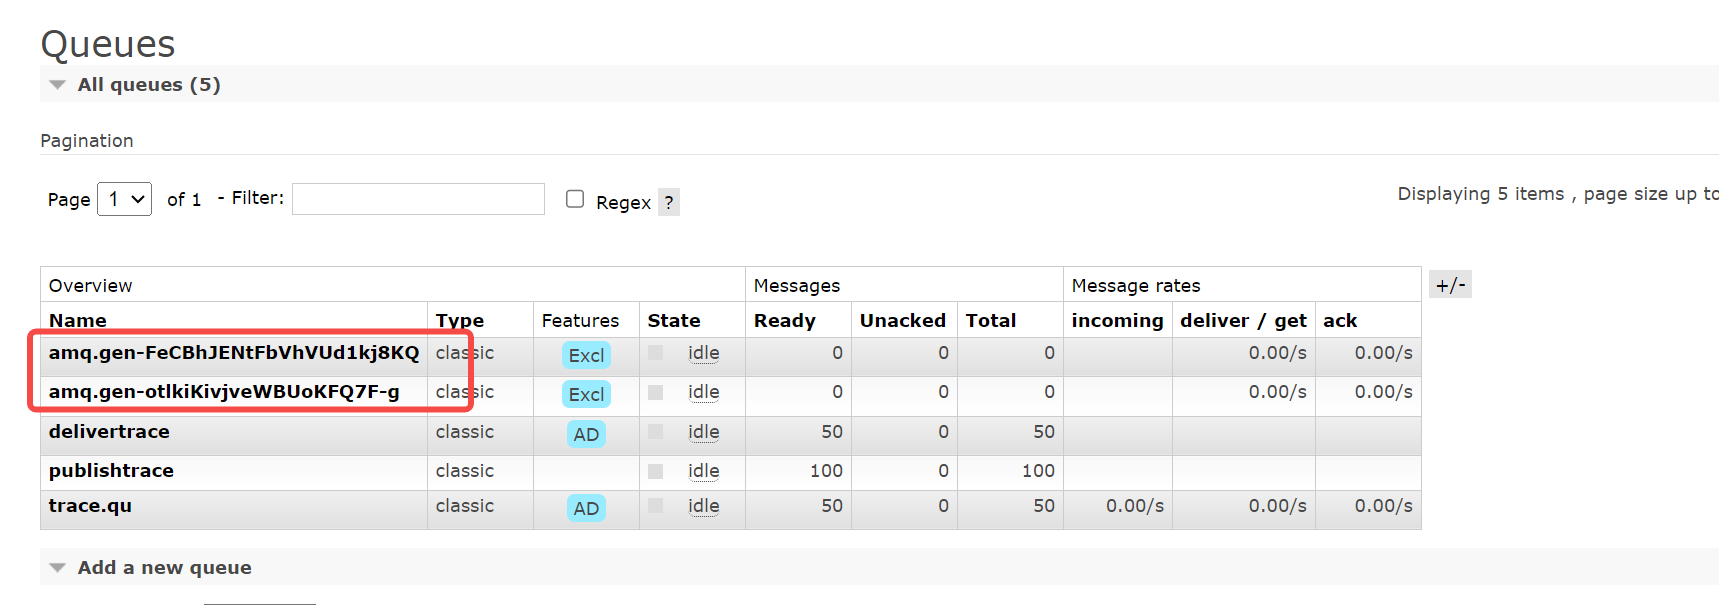 Queues
All queues (5)
Pagination
Page 1 of 1 - Filter: Regex ? Displaying 5 items , page size up to
Overview Messages Message rates +/-
Name Type Features State Ready Unacked Total incoming deliver / get ack
amq.gen-FeCBhJENtFbVhVUd1kj8KQ classic Excl idle 0 0 0 0.00/s 0.00/s
amq.gen-otlkiKivjveWBUoKFQ7F-g classic Excl idle 0 0 0 0.00/s 0.00/s
delivertrace classic AD idle 50 0 50
publishtrace classic idle 100 0 100
trace.qu classic AD idle 50 0 50 0.00/s 0.00/s 0.00/s
Add a new queue